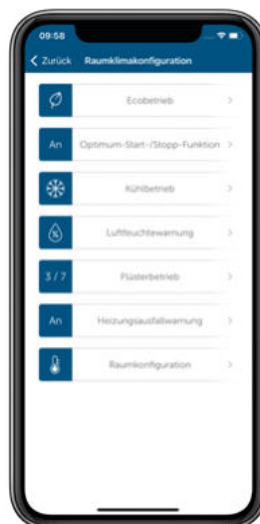 09:58
Zurück Raumklimakonfiguration
Ecobetrieb
An Optimum-Start-/Stopp-Funktion
Kühlbetrieb
Luftfeuchtewarnung
3 / 7 Flüsterbetrieb
An Heizungsausfallwarnung
Raumkonfiguration